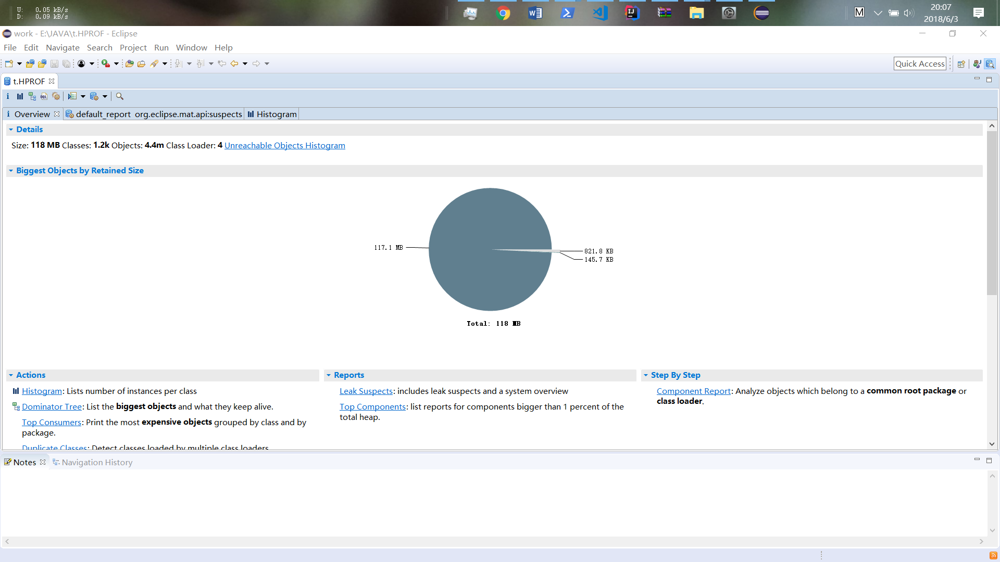 U: 0.05 kB/s
D: 0.09 kB/s
20:07
2018/6/3
M
work - E:\JAVA\t.HPROF - Eclipse
File Edit Navigate Search Project Run Window Help
Quick Access
t.HPROF
Overview default_report org.eclipse.mat.api:suspects Histogram
Details
Size: 118 MB Classes: 1.2k Objects: 4.4m Class Loader: 4 Unreachable Objects Histogram
Biggest Objects by Retained Size
117.1 MB
821.8 KB
145.7 KB
Total: 118 MB
Actions
Histogram: Lists number of instances per class
Dominator Tree: List the biggest objects and what they keep alive.
Top Consumers: Print the most expensive objects grouped by class and by
package.
Duplicate Classes: Detect classes loaded by multiple class loaders
Reports
Leak Suspects: includes leak suspects and a system overview
Top Components: list reports for components bigger than 1 percent of the
total heap.
Step By Step
Component Report: Analyze objects which belong to a common root package or
class loader.
Notes Navigation History